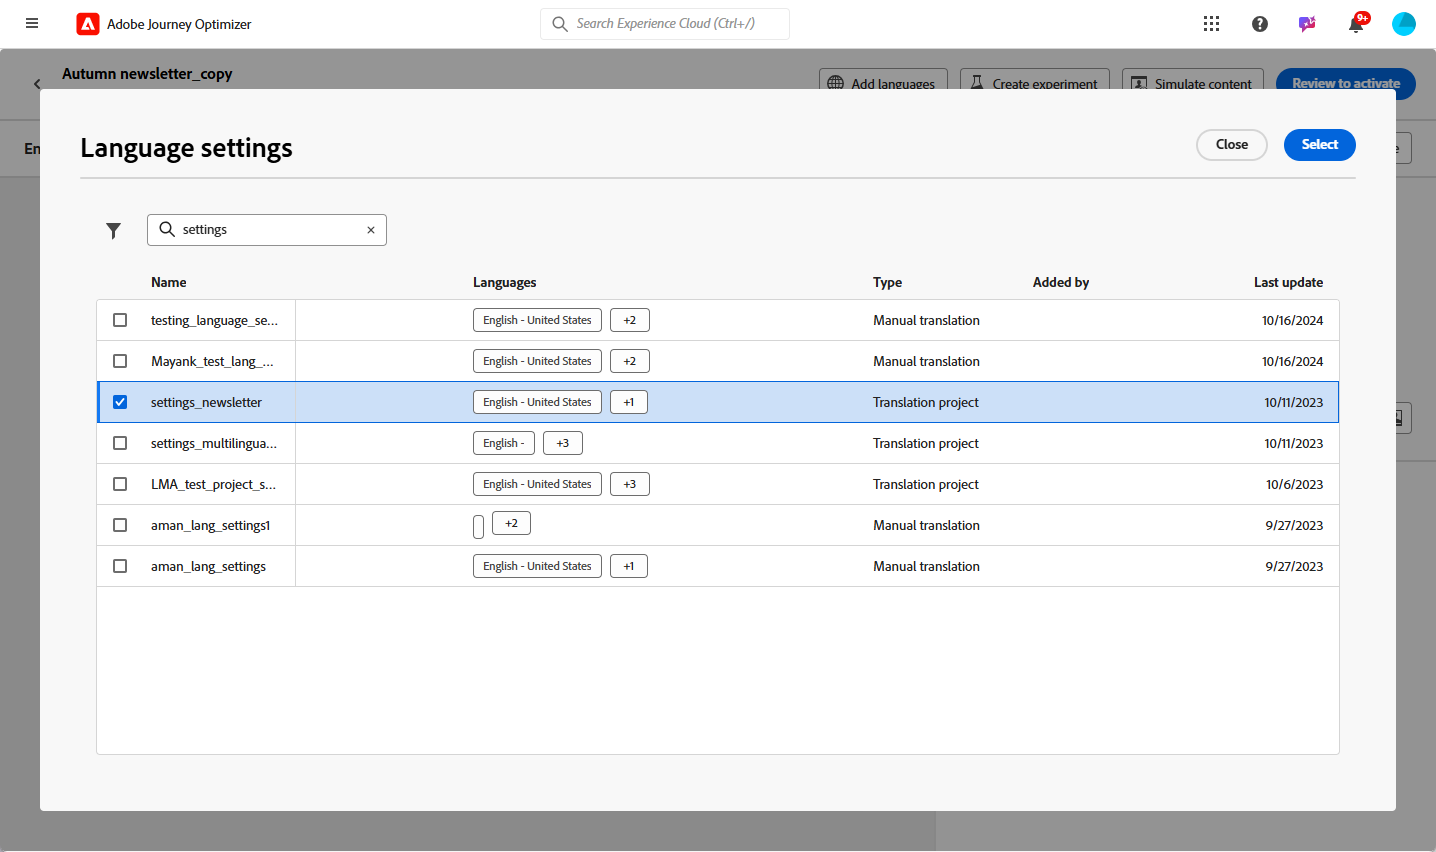 Adobe Journey Optimizer
Search Experience Cloud (Ctrl+/)
9+
Autumn newsletter_copy
Add languages
Create experiment
Simulate content
Review to activate
Language settings
Close
Select
settings
Name Languages Type Added by Last update
testing_language_se... English - United States +2 Manual translation 10/16/2024
Mayank_test_lang_... English - United States +2 Manual translation 10/16/2024
settings_newsletter English - United States +1 Translation project 10/11/2023
settings_multilingua... English - +3 Translation project 10/11/2023
LMA_test_project_s... English - United States +3 Translation project 10/6/2023
aman_lang_settings1 +2 Manual translation 9/27/2023
aman_lang_settings English - United States +1 Manual translation 9/27/2023